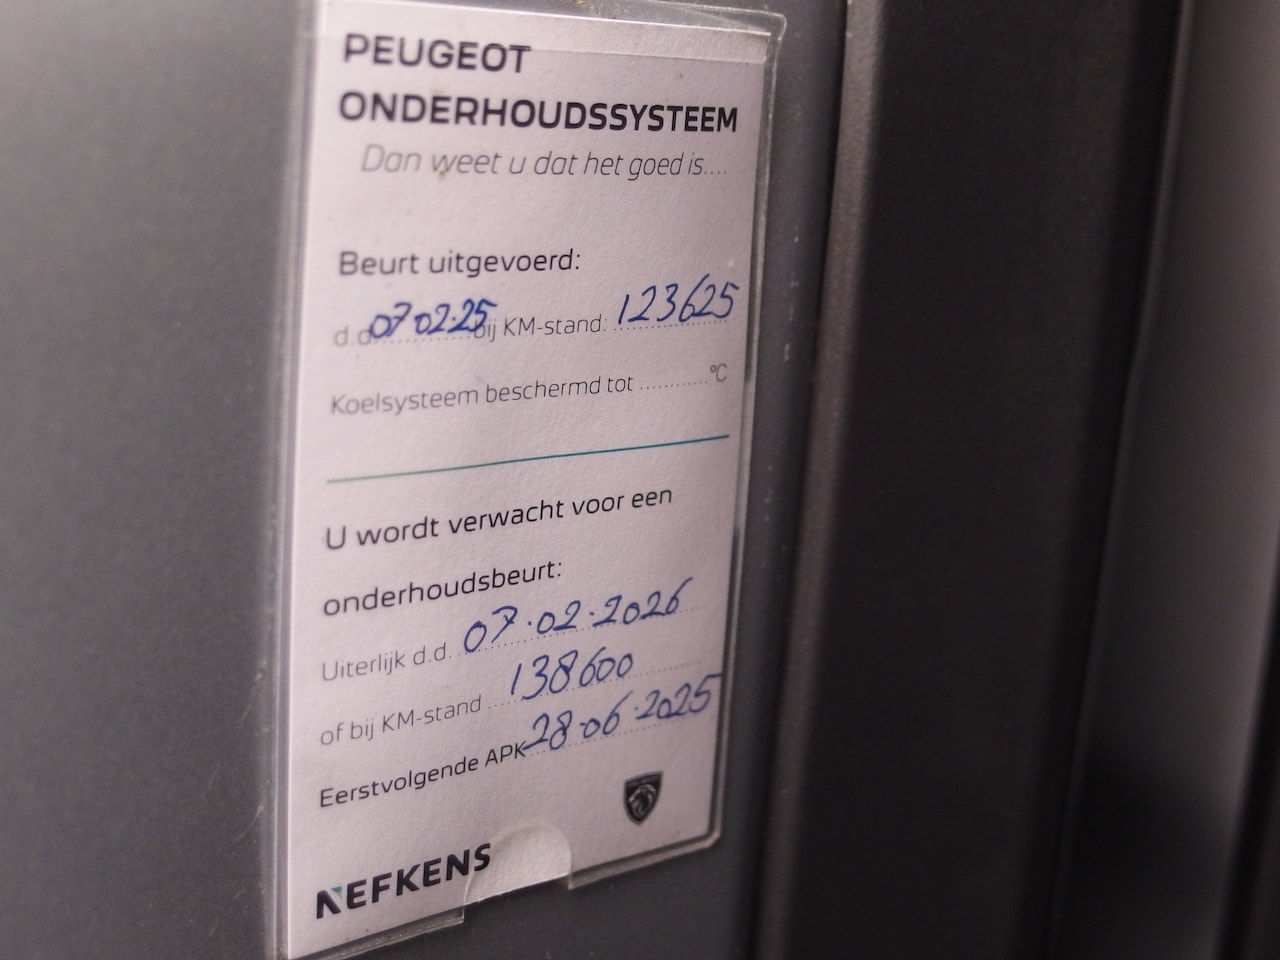 PEUGEOT
ONDERHOUDSSYSTEEM
Dan weet u dat het goed is....
Beurt uitgevoerd:
d.d 07 02.25 bij KM-stand: 123625
Koelsysteem beschermd tot ............°C
U wordt verwacht voor een
onderhoudsbeurt:
Uiterlijk d.d. 07.02.2026
of bij KM-stand 138600
Eerstvolgende APK 28.06.2025
NEFKENS